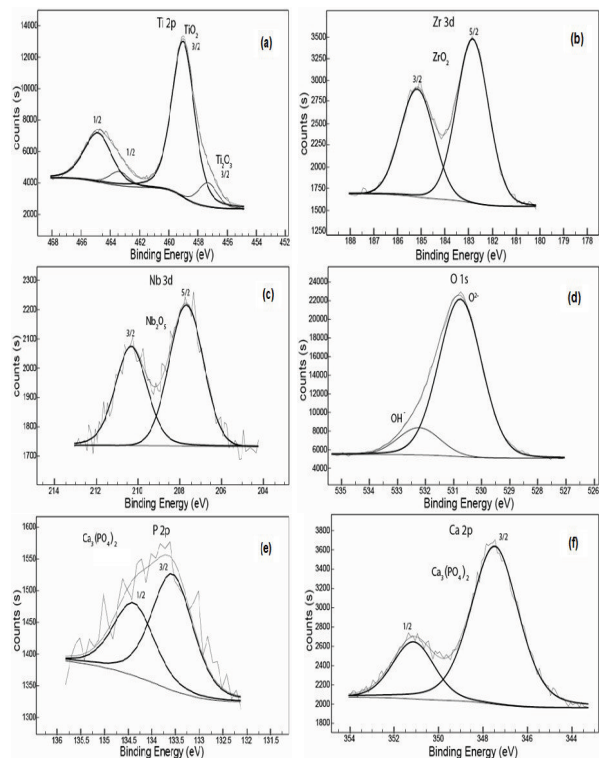 Ti 2p
(a)
TiO2
3/2
1/2
1/2
Ti2O3
3/2
counts (s)
14000
12000
10000
8000
6000
4000
2000
468 466 464 462 460 458 456 454 452
Binding Energy (eV)
Zr 3d
(b)
5/2
ZrO2
3/2
counts (s)
3500
3000
2500
2000
1750
1500
188 187 185 184 183 181 180 179 178
Binding Energy (eV)
Nb 3d
(c)
5/2
Nb2O5
3/2
counts (s)
2300
2200
2100
2000
1900
1800
1700
214 212 210 208 206 204
Binding Energy (eV)
O 1s
(d)
O2-
OH-
counts (s)
24000
22000
20000
18000
16000
14000
12000
10000
8000
6000
4000
535 534 533 532 531 530 529 528 527 526
Binding Energy (eV)
P 2p
(e)
Ca3(PO4)2
3/2
1/2
counts (s)
1600
1550
1500
1450
1400
1350
1300
136 135.5 135 134.5 134 133.5 133 132.5 132 131.5
Binding Energy (eV)
Ca 2p
(f)
3/2
Ca3(PO4)2
1/2
counts (s)
3800
3600
3400
3200
3000
2800
2600
2400
2200
2000
1800
354 352 350 348 346 344
Binding Energy (eV)